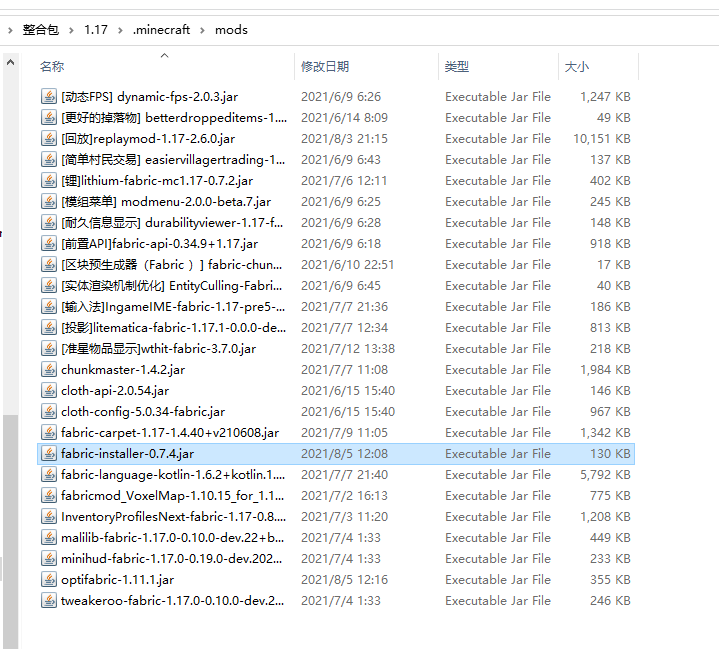 整合包 1.17 .minecraft mods
名称 修改日期 类型 大小
[动态FPS] dynamic-fps-2.0.3.jar 2021/6/9 6:26 Executable Jar File 1,247 KB
[更好的掉落物] betterdroppeditems-1.... 2021/6/14 8:09 Executable Jar File 49 KB
[回放]replaymod-1.17-2.6.0.jar 2021/8/3 21:15 Executable Jar File 10,151 KB
[简单村民交易] easiervillagertrading-1... 2021/6/9 6:43 Executable Jar File 137 KB
[锂]lithium-fabric-mc1.17-0.7.2.jar 2021/7/6 12:11 Executable Jar File 402 KB
[模组菜单] modmenu-2.0.0-beta.7.jar 2021/6/9 6:25 Executable Jar File 245 KB
[耐久信息显示] durabilityviewer-1.17-f... 2021/6/9 6:28 Executable Jar File 148 KB
[前置API]fabric-api-0.34.9+1.17.jar 2021/6/9 6:18 Executable Jar File 918 KB
[区块预生成器（Fabric ）] fabric-chun... 2021/6/10 22:51 Executable Jar File 17 KB
[实体渲染机制优化] EntityCulling-Fabri... 2021/6/9 6:45 Executable Jar File 40 KB
[输入法]IngameIME-fabric-1.17-pre5-... 2021/7/7 21:36 Executable Jar File 186 KB
[投影]litematica-fabric-1.17.1-0.0.0-de... 2021/7/7 12:34 Executable Jar File 813 KB
[准星物品显示]wthit-fabric-3.7.0.jar 2021/7/12 13:38 Executable Jar File 218 KB
chunkmaster-1.4.2.jar 2021/7/7 11:08 Executable Jar File 1,984 KB
cloth-api-2.0.54.jar 2021/6/15 15:40 Executable Jar File 146 KB
cloth-config-5.0.34-fabric.jar 2021/6/15 15:40 Executable Jar File 967 KB
fabric-carpet-1.17-1.4.40+v210608.jar 2021/7/9 11:05 Executable Jar File 1,342 KB
fabric-installer-0.7.4.jar 2021/8/5 12:08 Executable Jar File 130 KB
fabric-language-kotlin-1.6.2+kotlin.1.... 2021/7/7 21:40 Executable Jar File 5,792 KB
fabricmod_VoxelMap-1.10.15_for_1.1... 2021/7/2 16:13 Executable Jar File 775 KB
InventoryProfilesNext-fabric-1.17-0.8.... 2021/7/3 11:20 Executable Jar File 1,208 KB
malilib-fabric-1.17.0-0.10.0-dev.22+b... 2021/7/4 1:33 Executable Jar File 449 KB
minihud-fabric-1.17.0-0.19.0-dev.202... 2021/7/4 1:33 Executable Jar File 233 KB
optifabric-1.11.1.jar 2021/8/5 12:16 Executable Jar File 355 KB
tweakeroo-fabric-1.17.0-0.10.0-dev.2... 2021/7/4 1:33 Executable Jar File 246 KB